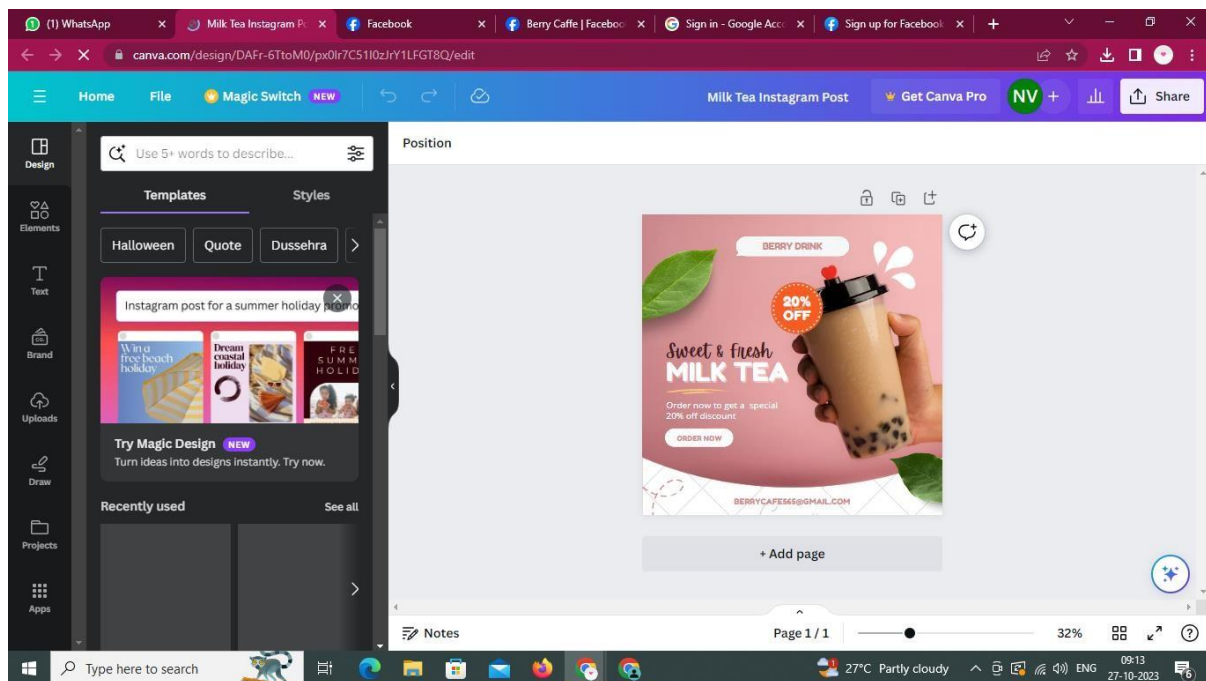 (1) WhatsApp
Milk Tea Instagram Po
Facebook
Berry Caffe | Faceboo
Sign in - Google Acco
Sign up for Facebook
canva.com/design/DAFr-6TtoM0/px0Ir7C51I0zJrY1LFGT8Q/edit
Home
File
Magic Switch
NEW
Milk Tea Instagram Post
Get Canva Pro
NV
Share
Design
Elements
Text
Brand
Uploads
Draw
Projects
Apps
Use 5+ words to describe...
Templates
Styles
Halloween
Quote
Dussehra
Instagram post for a summer holiday promo
Win a
free beach
holiday
Dream
coastal
holiday
FRE
SUMM
HOLID
Try Magic Design NEW
Turn ideas into designs instantly. Try now.
Recently used
See all
Position
BERRY DRINK
20%
OFF
Sweet & Fresh
MILK TEA
Order now to get a special
20% off discount
ORDER NOW
BERRYCAFE565@GMAIL.COM
+ Add page
Notes
Page 1 / 1
32%
Type here to search
27°C Partly cloudy
ENG
09:13
27-10-2023
6